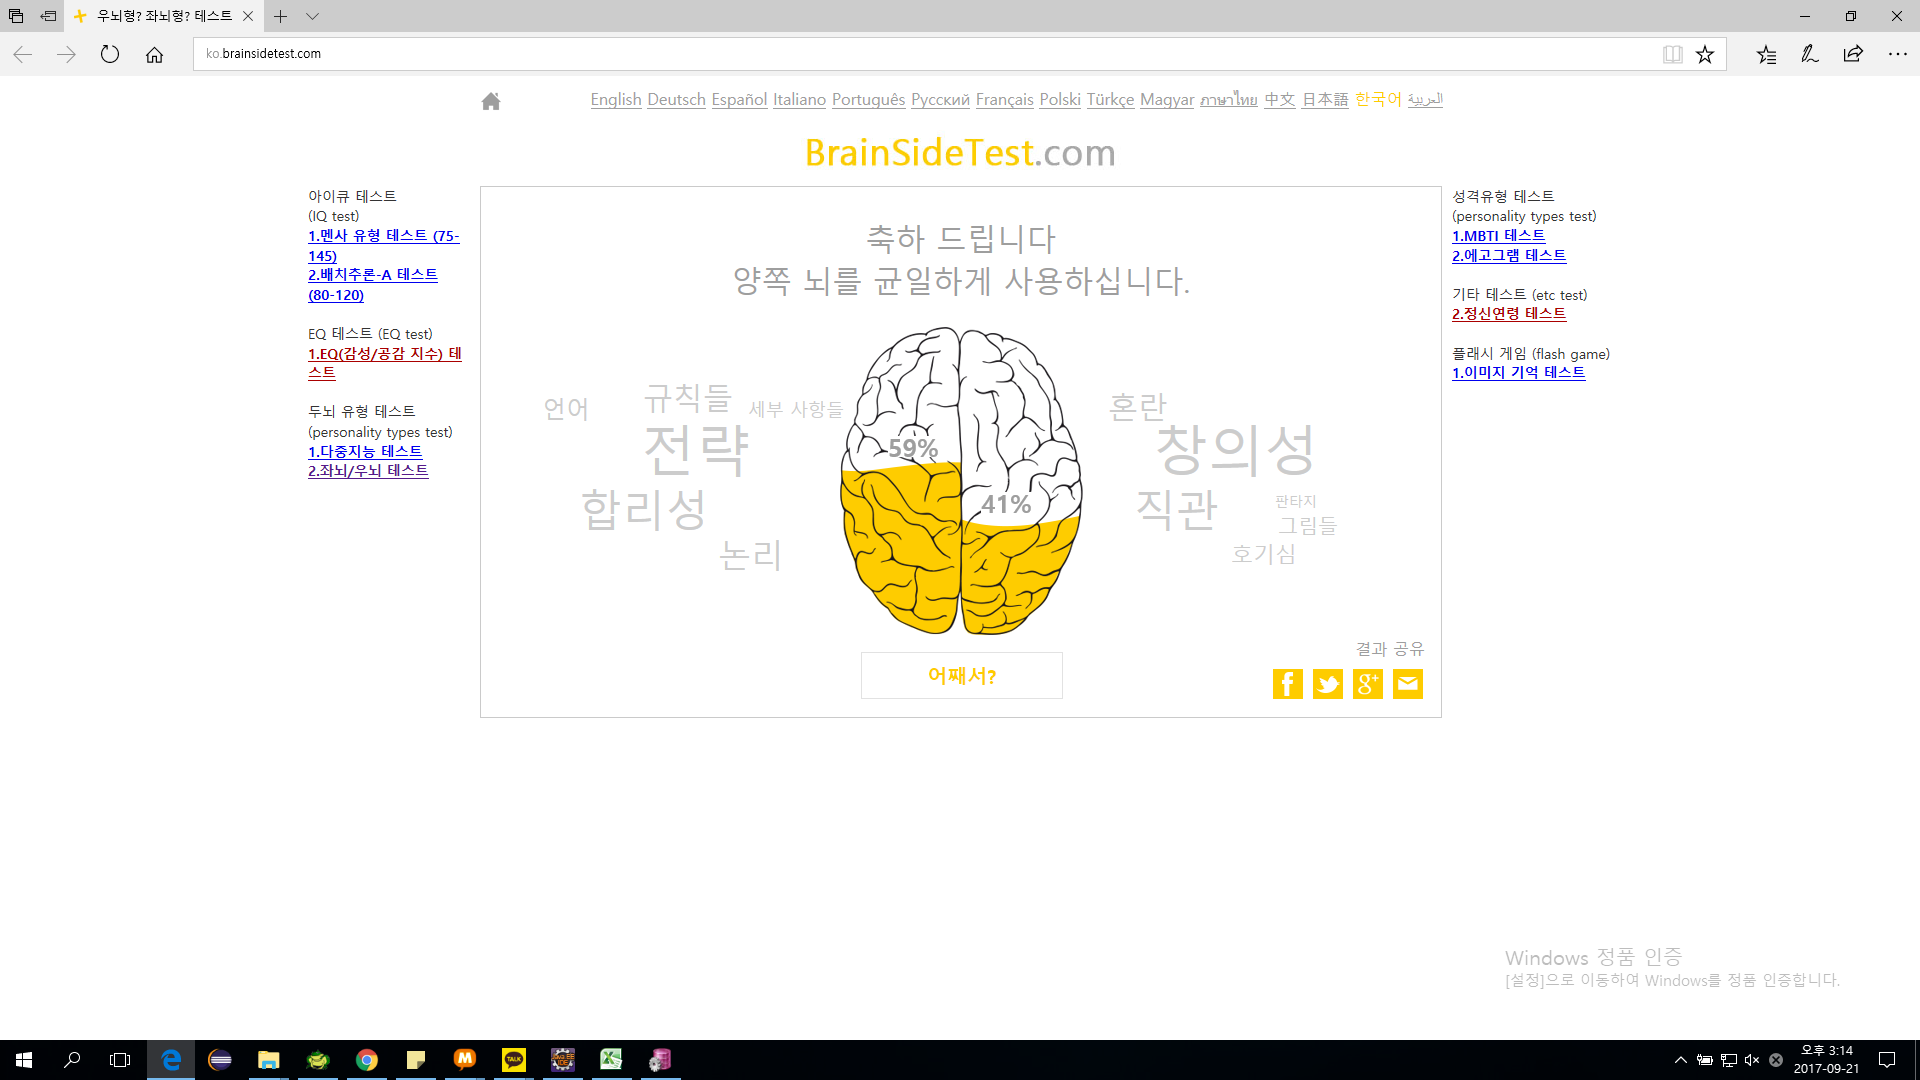 우뇌형? 좌뇌형? 테스트
ko.brainsidetest.com
English Deutsch Español Italiano Português Русский Français Polski Türkçe Magyar ภาษาไทย 中文 日本語 한국어 العربية
BrainSideTest.com
아이큐 테스트
(IQ test)
1.멘사 유형 테스트 (75-
145)
2.배치추론-A 테스트
(80-120)
EQ 테스트 (EQ test)
1.EQ(감성/공감 지수) 테
스트
두뇌 유형 테스트
(personality types test)
1.다중지능 테스트
2.좌뇌/우뇌 테스트
축하 드립니다
양쪽 뇌를 균일하게 사용하십니다.
언어
규칙들
세부 사항들
전략
합리성
논리
59%
41%
혼란
창의성
직관
판타지
그림들
호기심
어째서?
결과 공유
성격유형 테스트
(personality types test)
1.MBTI 테스트
2.에고그램 테스트
기타 테스트 (etc test)
2.정신연령 테스트
플래시 게임 (flash game)
1.이미지 기억 테스트
Windows 정품 인증
[설정]으로 이동하여 Windows를 정품 인증합니다.
TALK
오후 3:14
2017-09-21